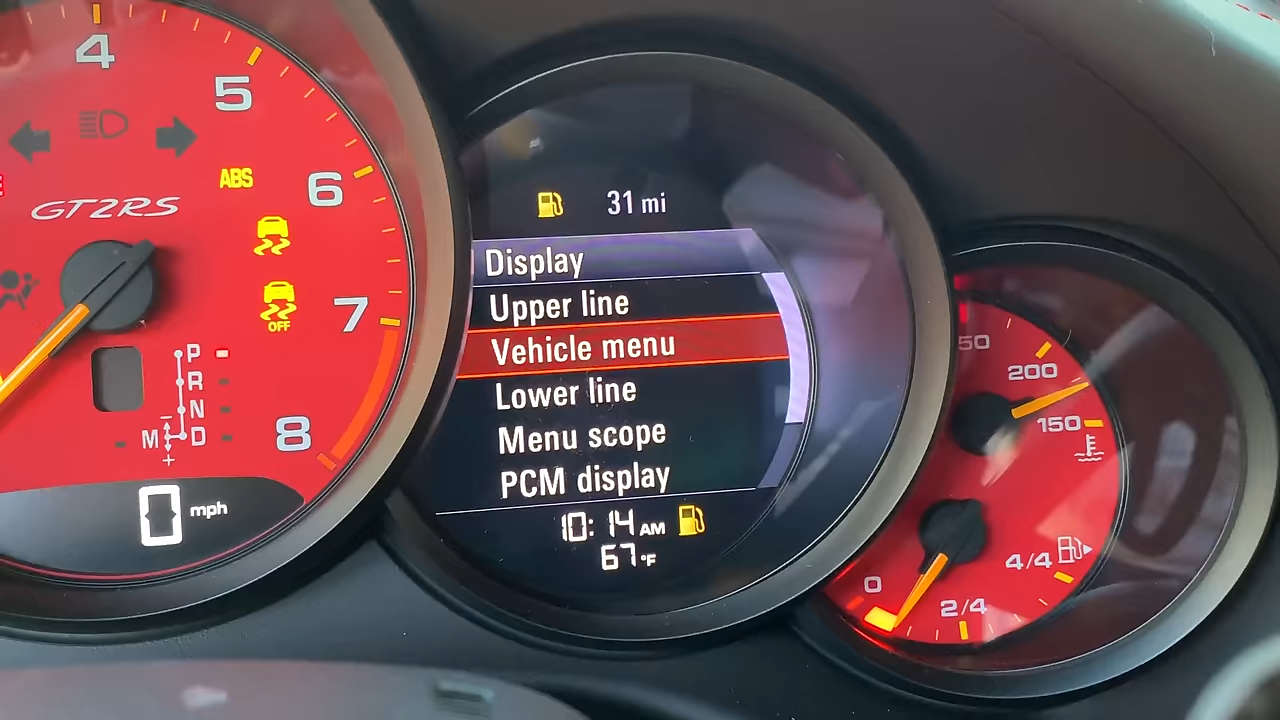 4
5
6
7
8
ABS
GT2RS
OFF
P
R
N
M D
0 mph
31 mi
Display
Upper line
Vehicle menu
Lower line
Menu scope
PCM display
10:14 AM
67°F
50
200
150
0
2/4
4/4